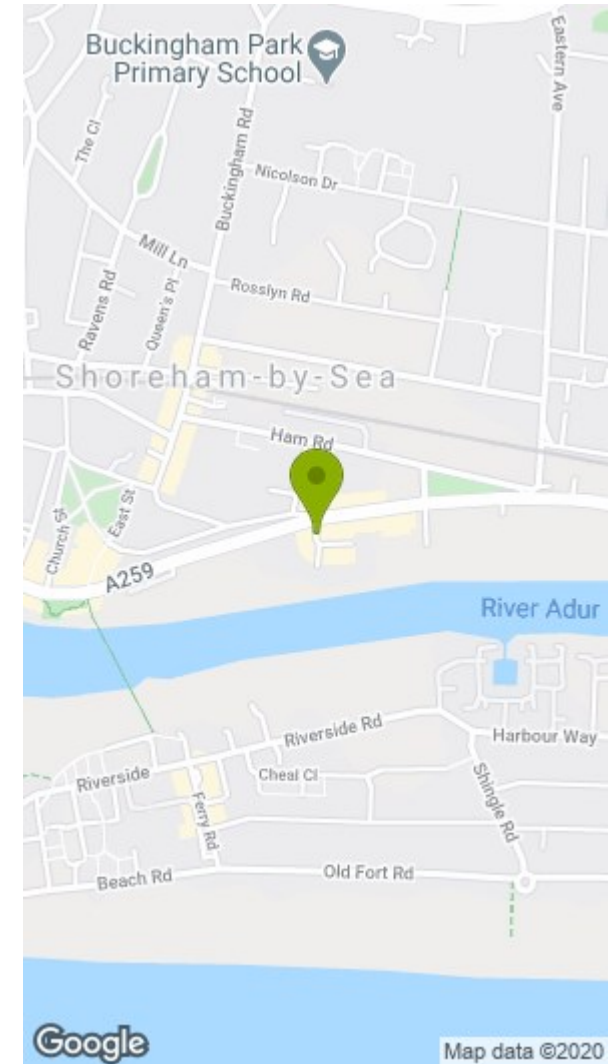 Buckingham Park
Primary School
Eastern Ave
The Cl
Buckingham Rd
Nicolson Dr
Mill Ln
Ravens Rd
Queen's Pl
Rosslyn Rd
Shoreham-by-Sea
Ham Rd
East St
Church St
A259
River Adur
Riverside Rd
Harbour Way
Riverside
Cheal Cl
Shingle Rd
Ferry Rd
Beach Rd
Old Fort Rd
Google
Map data ©2020